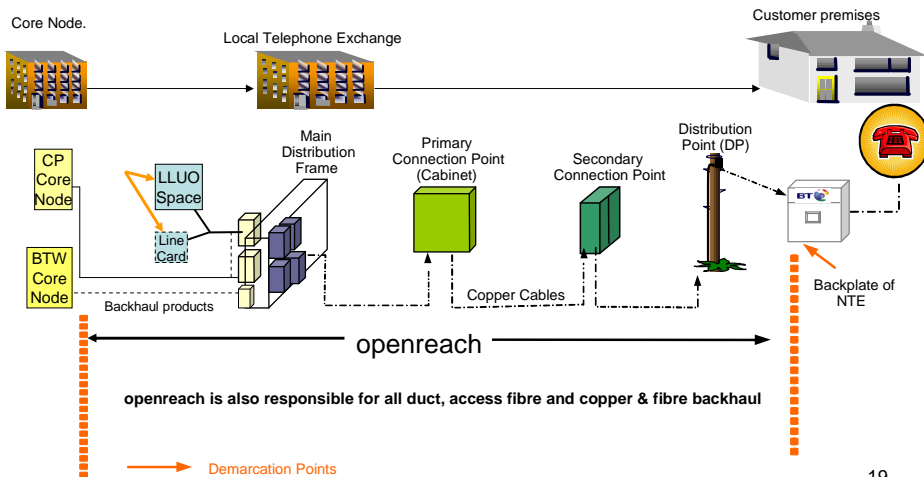 Core Node.
Local Telephone Exchange
Customer premises
CP
Core
Node
LLUO
Space
Line
Card
BTW
Core
Node
Backhaul products
Main
Distribution
Frame
Primary
Connection Point
(Cabinet)
Copper Cables
Secondary
Connection Point
Distribution
Point (DP)
BT
Backplate of
NTE
openreach
openreach is also responsible for all duct, access fibre and copper & fibre backhaul
Demarcation Points
19